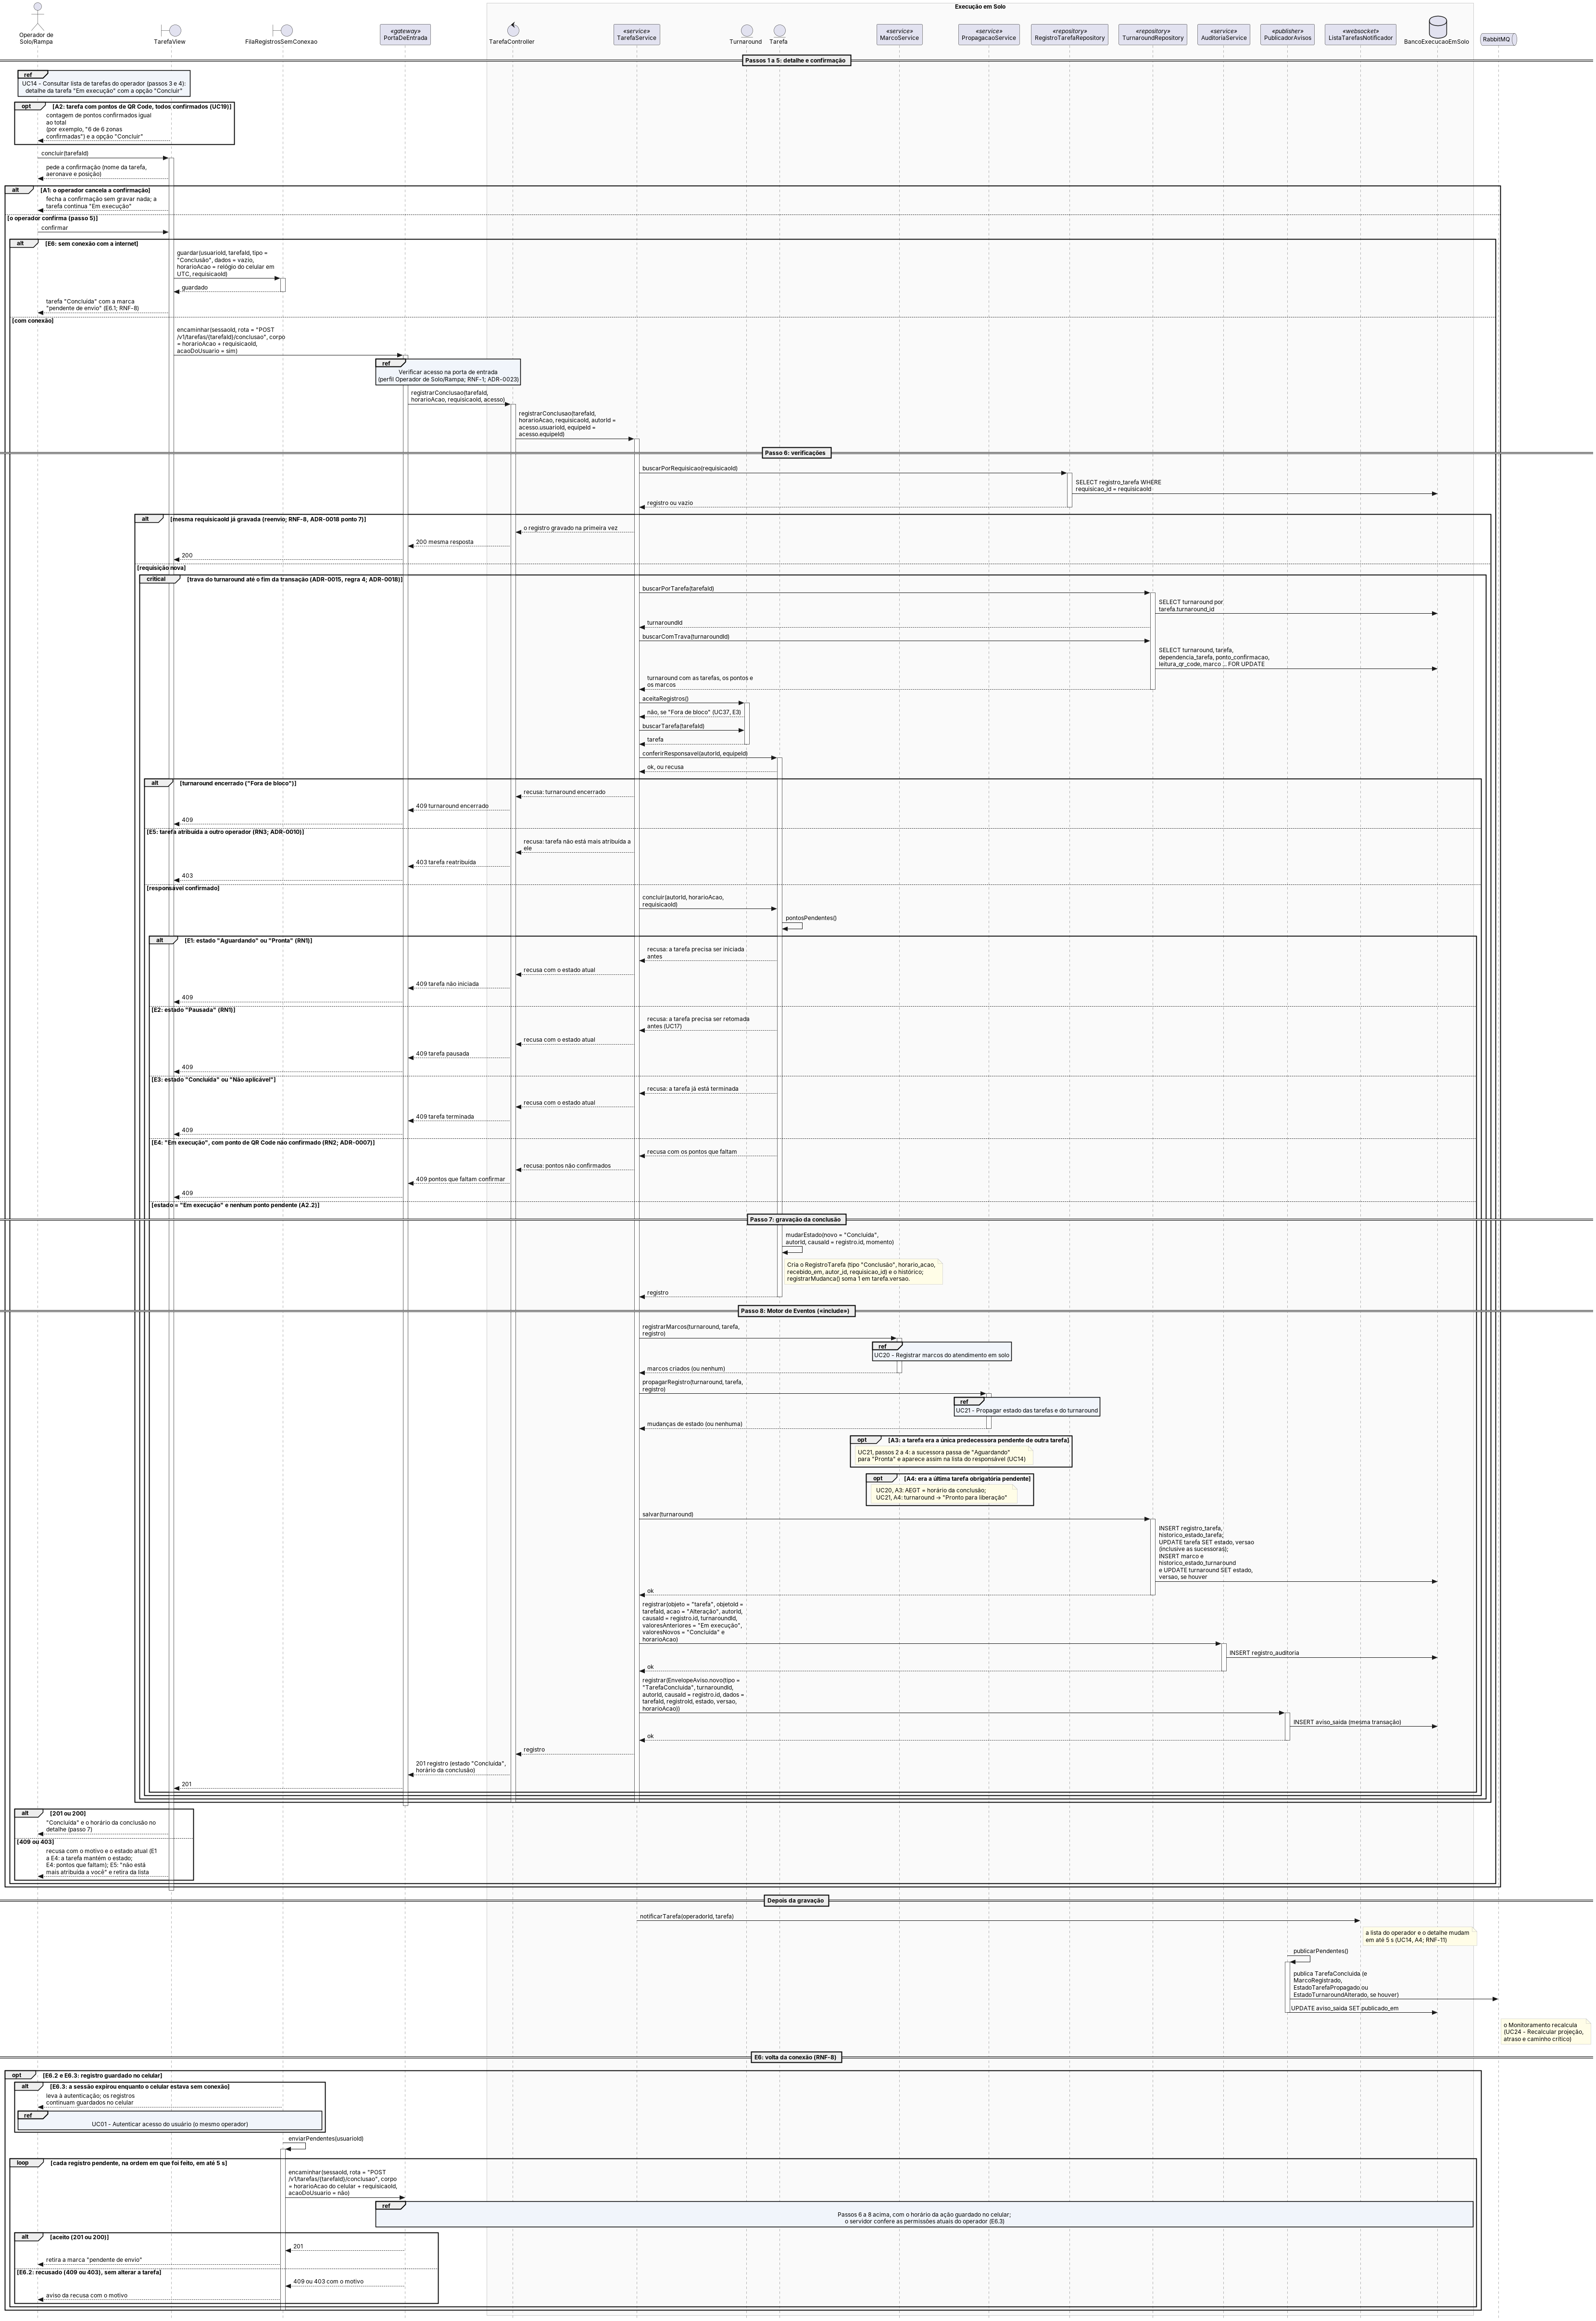 Execução em Solo
Operador de
Solo/Rampa
TarefaView
FilaRegistrosSemConexao
«gateway»
PortaDeEntrada
TarefaController
«service»
TarefaService
Turnaround
Tarefa
«service»
MarcoService
«service»
PropagacaoService
«repository»
RegistroTarefaRepository
«repository»
TurnaroundRepository
«service»
AuditoriaService
«publisher»
PublicadorAvisos
«websocket»
ListaTarefasNotificador
BancoExecucaoEmSolo
RabbitMQ
Passos 1 a 5: detalhe e confirmação
ref
UC14 - Consultar lista de tarefas do operador (passos 3 e 4):
detalhe da tarefa "Em execução" com a opção "Concluir"
opt [A2: tarefa com pontos de QR Code, todos confirmados (UC19)]
contagem de pontos confirmados igual
ao total
(por exemplo, "6 de 6 zonas
confirmadas") e a opção "Concluir"
concluir(tarefaId)
pede a confirmação (nome da tarefa,
aeronave e posição)
alt [A1: o operador cancela a confirmação]
fecha a confirmação sem gravar nada; a
tarefa continua "Em execução"
[o operador confirma (passo 5)]
confirmar
alt [E6: sem conexão com a internet]
guardar(usuarioId, tarefaId, tipo =
"Conclusão", dados = vazio,
horarioAcao = relógio do celular em
UTC, requisicaoId)
guardado
tarefa "Concluída" com a marca
"pendente de envio" (E6.1; RNF-8)
[com conexão]
encaminhar(sessaoId, rota = "POST
/v1/tarefas/{tarefaId}/conclusao", corpo
= horarioAcao + requisicaoId,
acaoDoUsuario = sim)
ref
Verificar acesso na porta de entrada
(perfil Operador de Solo/Rampa; RNF-1; ADR-0023)
registrarConclusao(tarefaId,
horarioAcao, requisicaoId, acesso)
registrarConclusao(tarefaId,
horarioAcao, requisicaoId, autorId =
acesso.usuarioId, equipeId =
acesso.equipeId)
Passo 6: verificações
buscarPorRequisicao(requisicaoId)
SELECT registro_tarefa WHERE
requisicao_id = requisicaoId
registro ou vazio
alt [mesma requisicaoId já gravada (reenvio; RNF-8, ADR-0018 ponto 7)]
o registro gravado na primeira vez
200 mesma resposta
200
[requisição nova]
critical [trava do turnaround até o fim da transação (ADR-0015, regra 4; ADR-0018)]
buscarPorTarefa(tarefaId)
SELECT turnaround por
tarefa.turnaround_id
turnaroundId
buscarComTrava(turnaroundId)
SELECT turnaround, tarefa,
dependencia_tarefa, ponto_confirmacao,
leitura_qr_code, marco ... FOR UPDATE
turnaround com as tarefas, os pontos e
os marcos
aceitaRegistros()
não, se "Fora de bloco" (UC37, E3)
buscarTarefa(tarefaId)
tarefa
conferirResponsavel(autorId, equipeId)
ok, ou recusa
alt [turnaround encerrado ("Fora de bloco")]
recusa: turnaround encerrado
409 turnaround encerrado
409
[E5: tarefa atribuída a outro operador (RN3; ADR-0010)]
recusa: tarefa não está mais atribuída a
ele
403 tarefa reatribuída
403
[responsável confirmado]
concluir(autorId, horarioAcao,
requisicaoId)
pontosPendentes()
alt [E1: estado "Aguardando" ou "Pronta" (RN1)]
recusa: a tarefa precisa ser iniciada
antes
recusa com o estado atual
409 tarefa não iniciada
409
[E2: estado "Pausada" (RN1)]
recusa: a tarefa precisa ser retomada
antes (UC17)
recusa com o estado atual
409 tarefa pausada
409
[E3: estado "Concluída" ou "Não aplicável"]
recusa: a tarefa já está terminada
recusa com o estado atual
409 tarefa terminada
409
[E4: "Em execução", com ponto de QR Code não confirmado (RN2; ADR-0007)]
recusa com os pontos que faltam
recusa: pontos não confirmados
409 pontos que faltam confirmar
409
[estado = "Em execução" e nenhum ponto pendente (A2.2)]
Passo 7: gravação da conclusão
mudarEstado(novo = "Concluída",
autorId, causaId = registro.id, momento)
Cria o RegistroTarefa (tipo "Conclusão", horario_acao,
recebido_em, autor_id, requisicao_id) e o histórico;
registrarMudanca() soma 1 em tarefa.versao.
registro
Passo 8: Motor de Eventos («include»)
registrarMarcos(turnaround, tarefa,
registro)
ref
UC20 - Registrar marcos do atendimento em solo
marcos criados (ou nenhum)
propagarRegistro(turnaround, tarefa,
registro)
ref
UC21 - Propagar estado das tarefas e do turnaround
mudanças de estado (ou nenhuma)
opt [A3: a tarefa era a única predecessora pendente de outra tarefa]
UC21, passos 2 a 4: a sucessora passa de "Aguardando"
para "Pronta" e aparece assim na lista do responsável (UC14)
opt [A4: era a última tarefa obrigatória pendente]
UC20, A3: AEGT = horário da conclusão;
UC21, A4: turnaround → "Pronto para liberação"
salvar(turnaround)
INSERT registro_tarefa,
historico_estado_tarefa;
UPDATE tarefa SET estado, versao
(inclusive as sucessoras);
INSERT marco e
historico_estado_turnaround
e UPDATE turnaround SET estado,
versao, se houver
ok
registrar(objeto = "tarefa", objetoId =
tarefaId, acao = "Alteração", autorId,
causaId = registro.id, turnaroundId,
valoresAnteriores = "Em execução",
valoresNovos = "Concluída" e
horarioAcao)
INSERT registro_auditoria
ok
registrar(EnvelopeAviso.novo(tipo =
"TarefaConcluida", turnaroundId,
autorId, causaId = registro.id, dados =
tarefaId, registroId, estado, versao,
horarioAcao))
INSERT aviso_saida (mesma transação)
ok
registro
201 registro (estado "Concluída",
horário da conclusão)
201
alt [201 ou 200]
"Concluída" e o horário da conclusão no
detalhe (passo 7)
[409 ou 403]
recusa com o motivo e o estado atual (E1
a E4: a tarefa mantém o estado;
E4: pontos que faltam); E5: "não está
mais atribuída a você" e retira da lista
Depois da gravação
notificarTarefa(operadorId, tarefa)
a lista do operador e o detalhe mudam
em até 5 s (UC14, A4; RNF-11)
publicarPendentes()
publica TarefaConcluida (e
MarcoRegistrado,
EstadoTarefaPropagado ou
EstadoTurnaroundAlterado, se houver)
UPDATE aviso_saida SET publicado_em
o Monitoramento recalcula
(UC24 - Recalcular projeção,
atraso e caminho crítico)
E6: volta da conexão (RNF-8)
opt [E6.2 e E6.3: registro guardado no celular]
alt [E6.3: a sessão expirou enquanto o celular estava sem conexão]
leva à autenticação; os registros
continuam guardados no celular
ref
UC01 - Autenticar acesso do usuário (o mesmo operador)
enviarPendentes(usuarioId)
loop [cada registro pendente, na ordem em que foi feito, em até 5 s]
encaminhar(sessaoId, rota = "POST
/v1/tarefas/{tarefaId}/conclusao", corpo
= horarioAcao do celular + requisicaoId,
acaoDoUsuario = não)
ref
Passos 6 a 8 acima, com o horário da ação guardado no celular;
o servidor confere as permissões atuais do operador (E6.3)
alt [aceito (201 ou 200)]
201
retira a marca "pendente de envio"
[E6.2: recusado (409 ou 403), sem alterar a tarefa]
409 ou 403 com o motivo
aviso da recusa com o motivo